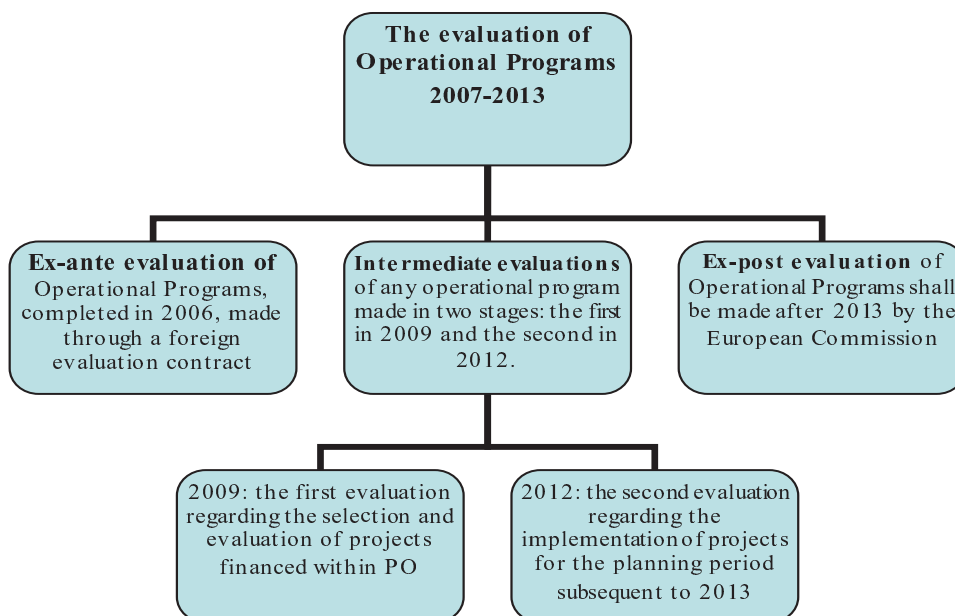 The evaluation of
Operational Programs
2007-2013
Ex-ante evaluation of
Operational Programs,
completed in 2006, made
through a foreign
evaluation contract
Intermediate evaluations
of any operational program
made in two stages: the first
in 2009 and the second in
2012.
Ex-post evaluation of
Operational Programs shall
be made after 2013 by the
European Commission
2009: the first evaluation
regarding the selection and
evaluation of projects
financed within PO
2012: the second evaluation
regarding the
implementation of projects
for the planning period
subsequent to 2013